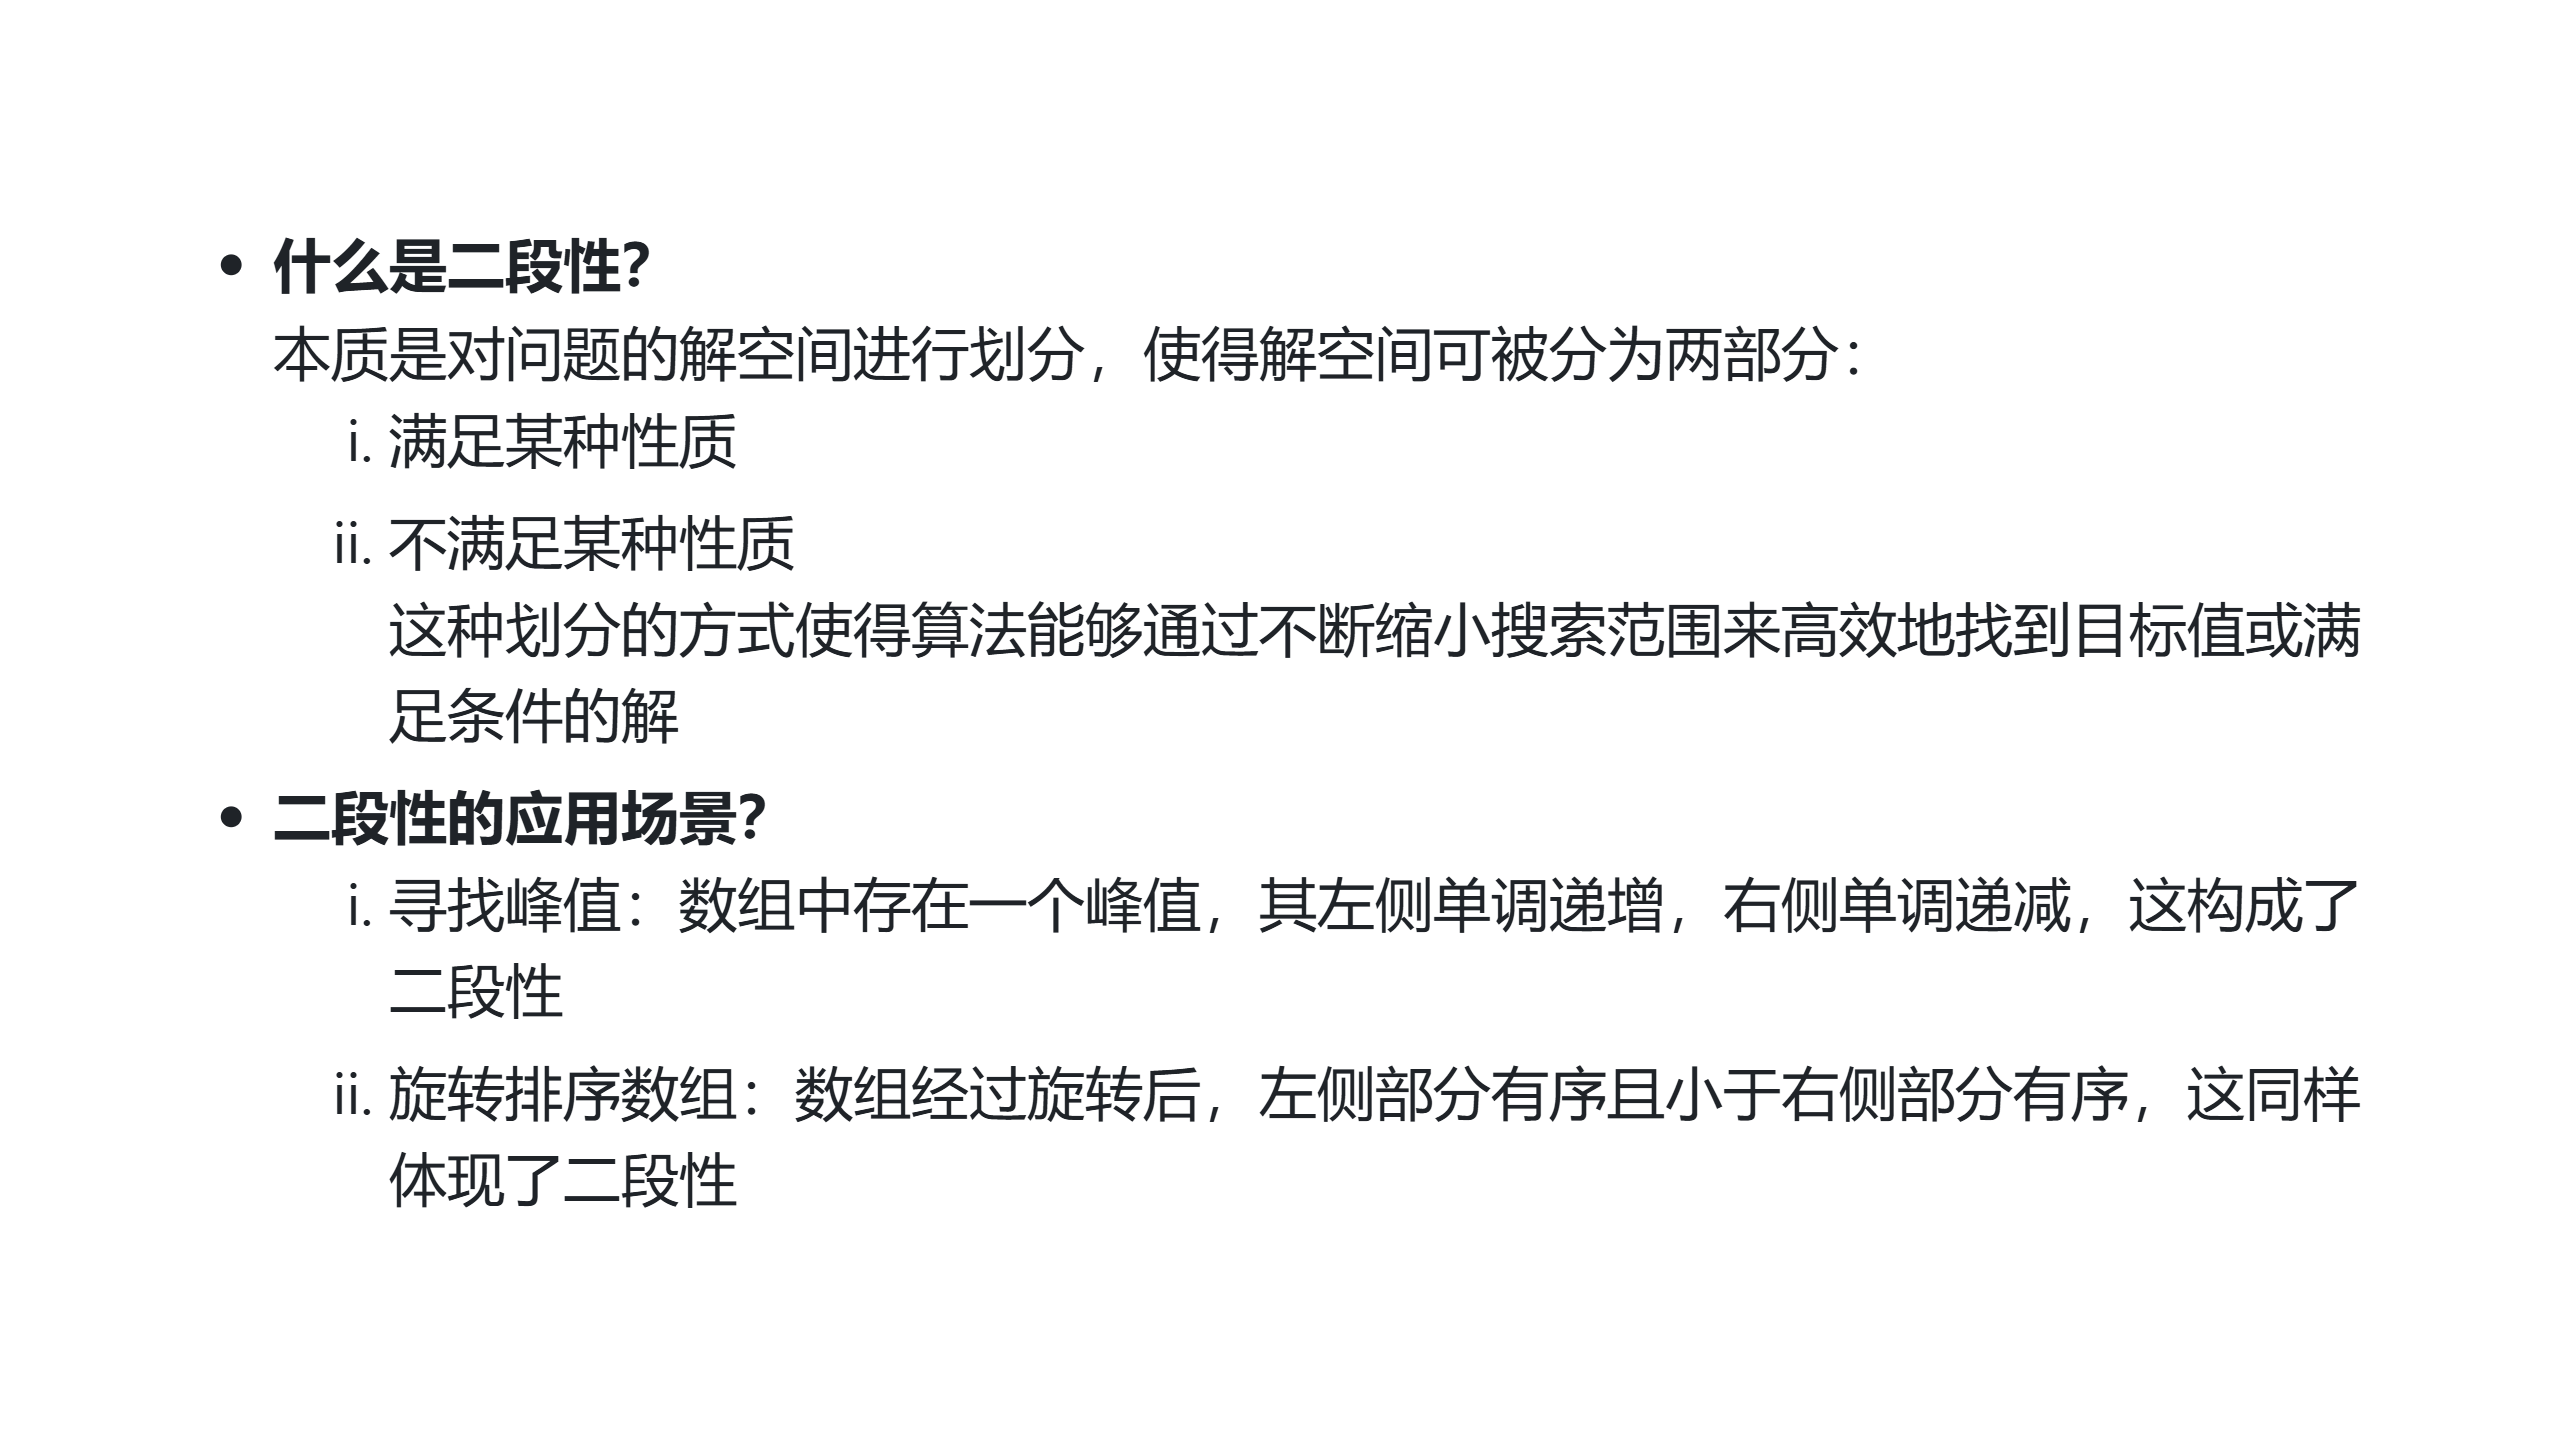 • 什么是二段性？
本质是对问题的解空间进行划分，使得解空间可被分为两部分：
i. 满足某种性质
ii. 不满足某种性质
这种划分的方式使得算法能够通过不断缩小搜索范围来高效地找到目标值或满
足条件的解
• 二段性的应用场景？
i. 寻找峰值：数组中存在一个峰值，其左侧单调递增，右侧单调递减，这构成了
二段性
ii. 旋转排序数组：数组经过旋转后，左侧部分有序且小于右侧部分有序，这同样
体现了二段性